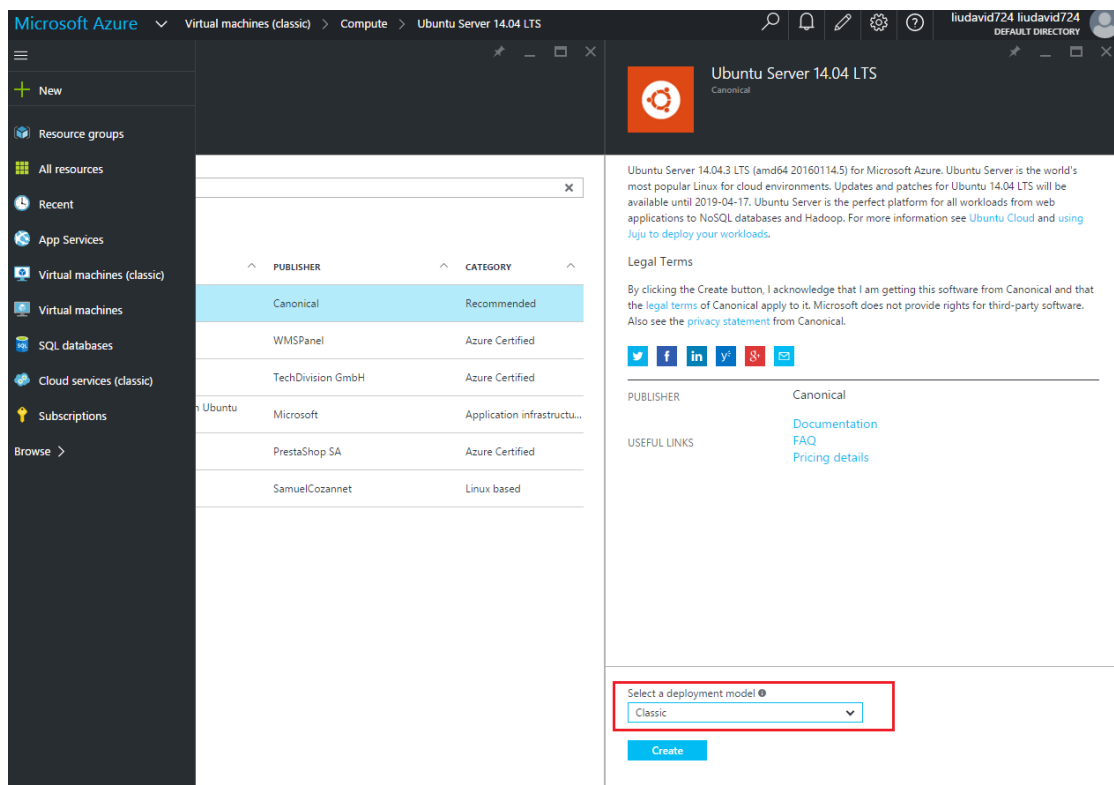 Microsoft Azure Virtual machines (classic) > Compute > Ubuntu Server 14.04 LTS
liudavid724 liudavid724
DEFAULT DIRECTORY
New
Resource groups
All resources
Recent
App Services
Virtual machines (classic)
Virtual machines
SQL databases
Cloud services (classic)
Subscriptions
Browse >
PUBLISHER CATEGORY
Canonical Recommended
WMSPanel Azure Certified
TechDivision GmbH Azure Certified
Ubuntu Microsoft Application infrastructu...
PrestaShop SA Azure Certified
SamuelCozannet Linux based
Ubuntu Server 14.04 LTS
Canonical
Ubuntu Server 14.04.3 LTS (amd64 20160114.5) for Microsoft Azure. Ubuntu Server is the world's
most popular Linux for cloud environments. Updates and patches for Ubuntu 14.04 LTS will be
available until 2019-04-17. Ubuntu Server is the perfect platform for all workloads from web
applications to NoSQL databases and Hadoop. For more information see Ubuntu Cloud and using
Juju to deploy your workloads.
Legal Terms
By clicking the Create button, I acknowledge that I am getting this software from Canonical and that
the legal terms of Canonical apply to it. Microsoft does not provide rights for third-party software.
Also see the privacy statement from Canonical.
PUBLISHER Canonical
USEFUL LINKS
Documentation
FAQ
Pricing details
Select a deployment model
Classic
Create